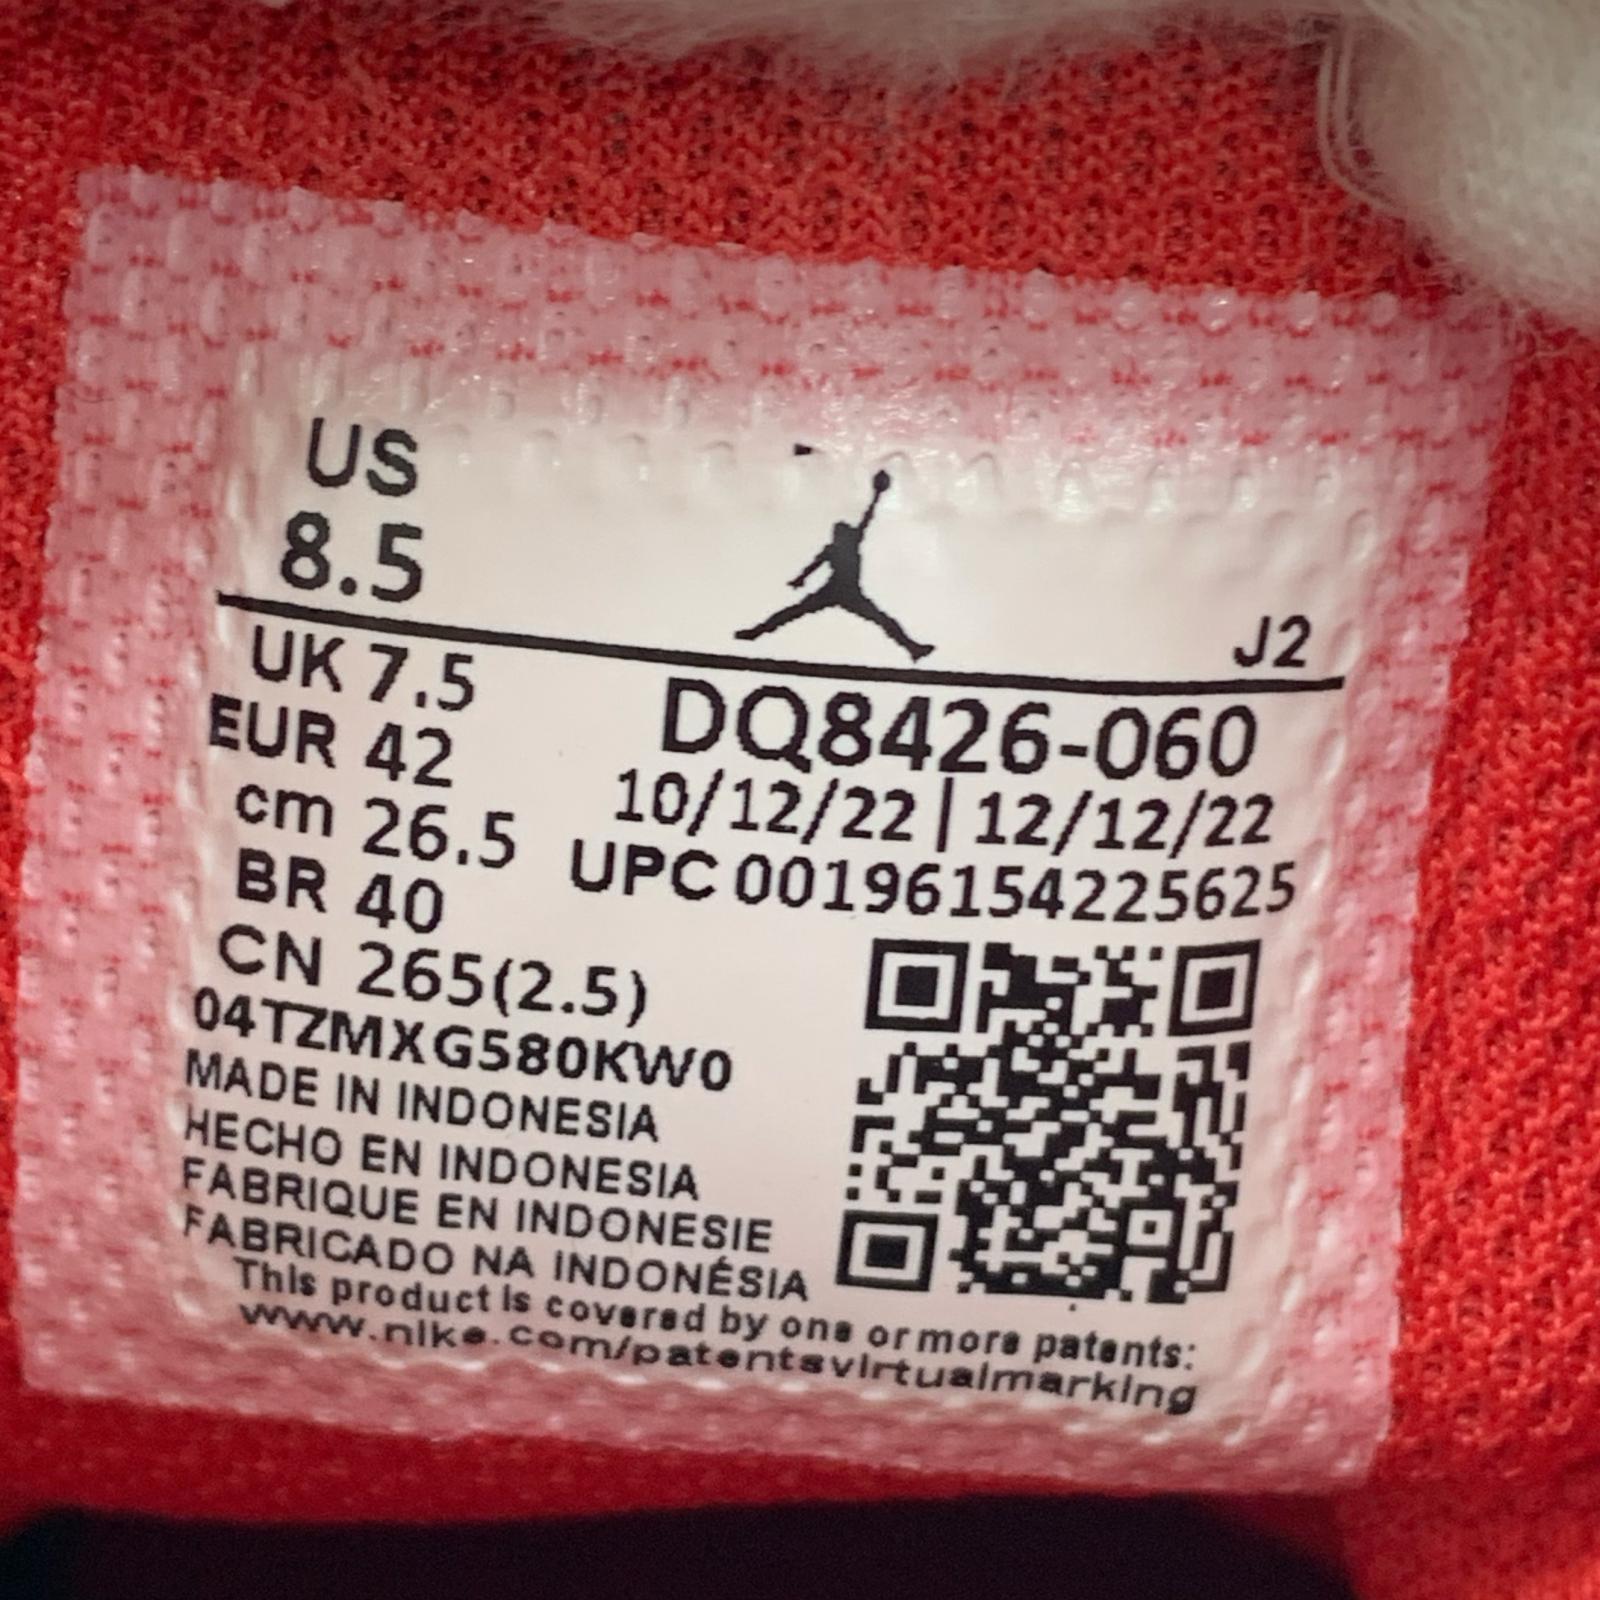 US
8.5
J2
UK 7.5
EUR 42
cm 26.5
BR 40
CN 265(2.5)
DQ8426-060
10/12/22 | 12/12/22
UPC 00196154225625
04TZMXG580KW0
MADE IN INDONESIA
HECHO EN INDONESIA
FABRIQUE EN INDONESIE
FABRICADO NA INDONÉSIA
This product is covered by one or more patents:
www.nike.com/patentsvirtualmarking